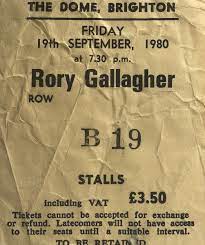 THE DOME, BRIGHTON
FRIDAY
19th SEPTEMBER, 1980
at 7.30 p.m.
Rory Gallagher
ROW
B 19
STALLS
including VAT £3.50
Tickets cannot be accepted for exchange
or refund. Latecomers will not have access
to their seats until a suitable interval.
TO BE RETAINED